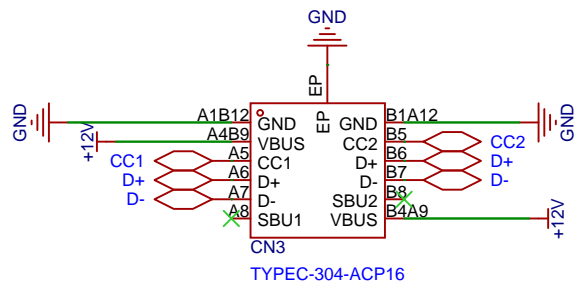 GND
EP
EP
GND
A1B12
GND
GND
B1A12
GND
+12V
A4B9
VBUS
CC2
B5
CC2
CC1
A5
CC1
D+
B6
D+
D+
A6
D+
D-
B7
D-
D-
A7
D-
SBU2
B8
A8
SBU1
VBUS
B4A9
+12V
CN3
TYPEC-304-ACP16